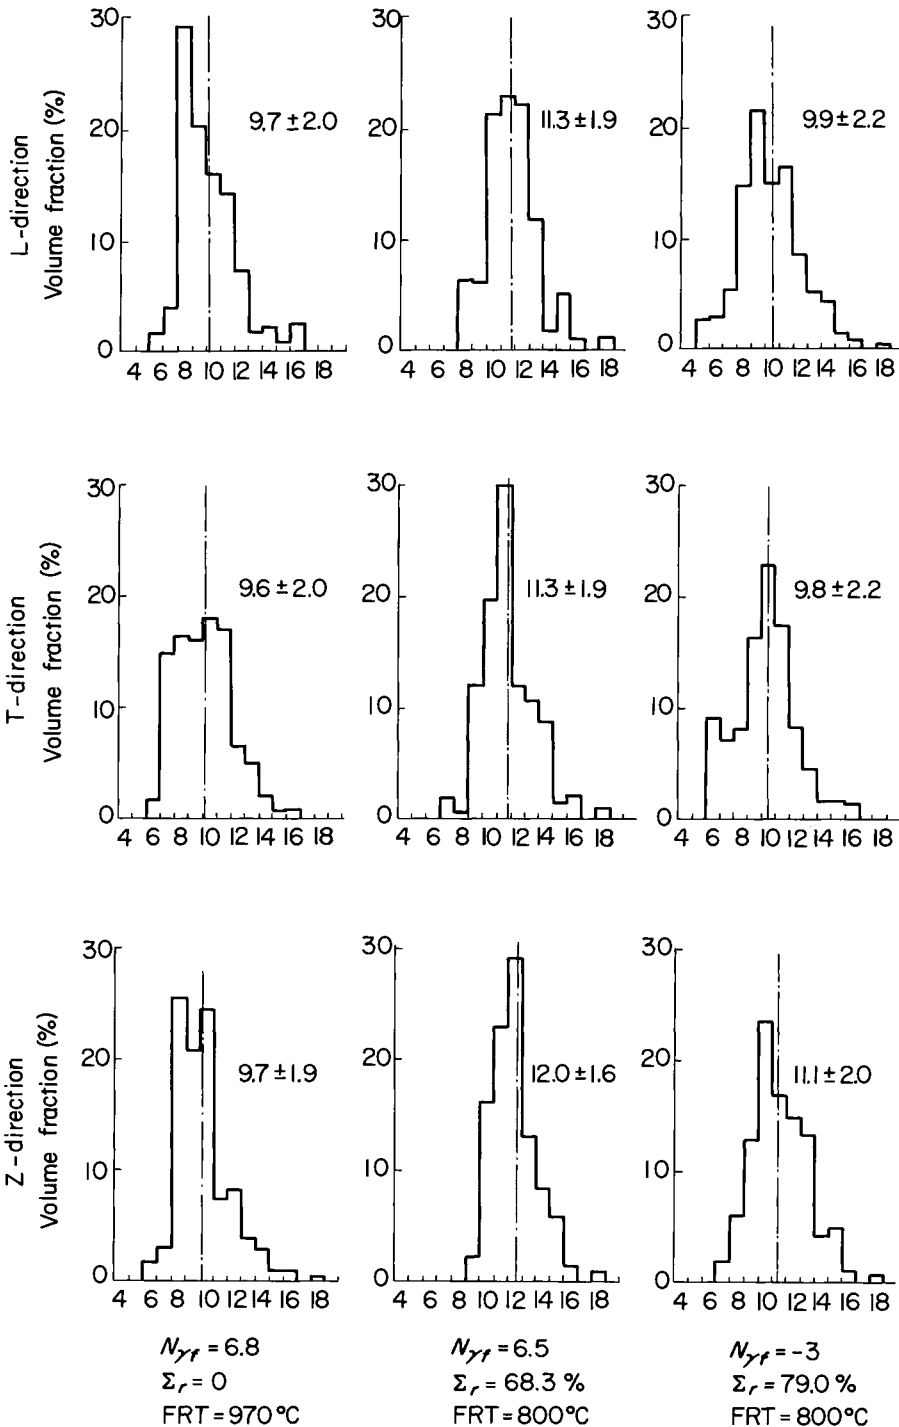 L-direction
Volume fraction (%)
30
20
10
0
9.7 ± 2.0
4 6 8 10 12 14 16 18
30
20
10
0
11.3 ± 1.9
4 6 8 10 12 14 16 18
30
20
10
0
9.9 ± 2.2
4 6 8 10 12 14 16 18
T-direction
Volume fraction (%)
30
20
10
0
9.6 ± 2.0
4 6 8 10 12 14 16 18
30
20
10
0
11.3 ± 1.9
4 6 8 10 12 14 16 18
30
20
10
0
9.8 ± 2.2
4 6 8 10 12 14 16 18
Z-direction
Volume fraction (%)
30
20
10
0
9.7 ± 1.9
4 6 8 10 12 14 16 18
30
20
10
0
12.0 ± 1.6
4 6 8 10 12 14 16 18
30
20
10
0
11.1 ± 2.0
4 6 8 10 12 14 16 18
Nγf = 6.8
Σr = 0
FRT = 970 °C
Nγf = 6.5
Σr = 68.3 %
FRT = 800 °C
Nγf = -3
Σr = 79.0 %
FRT = 800 °C